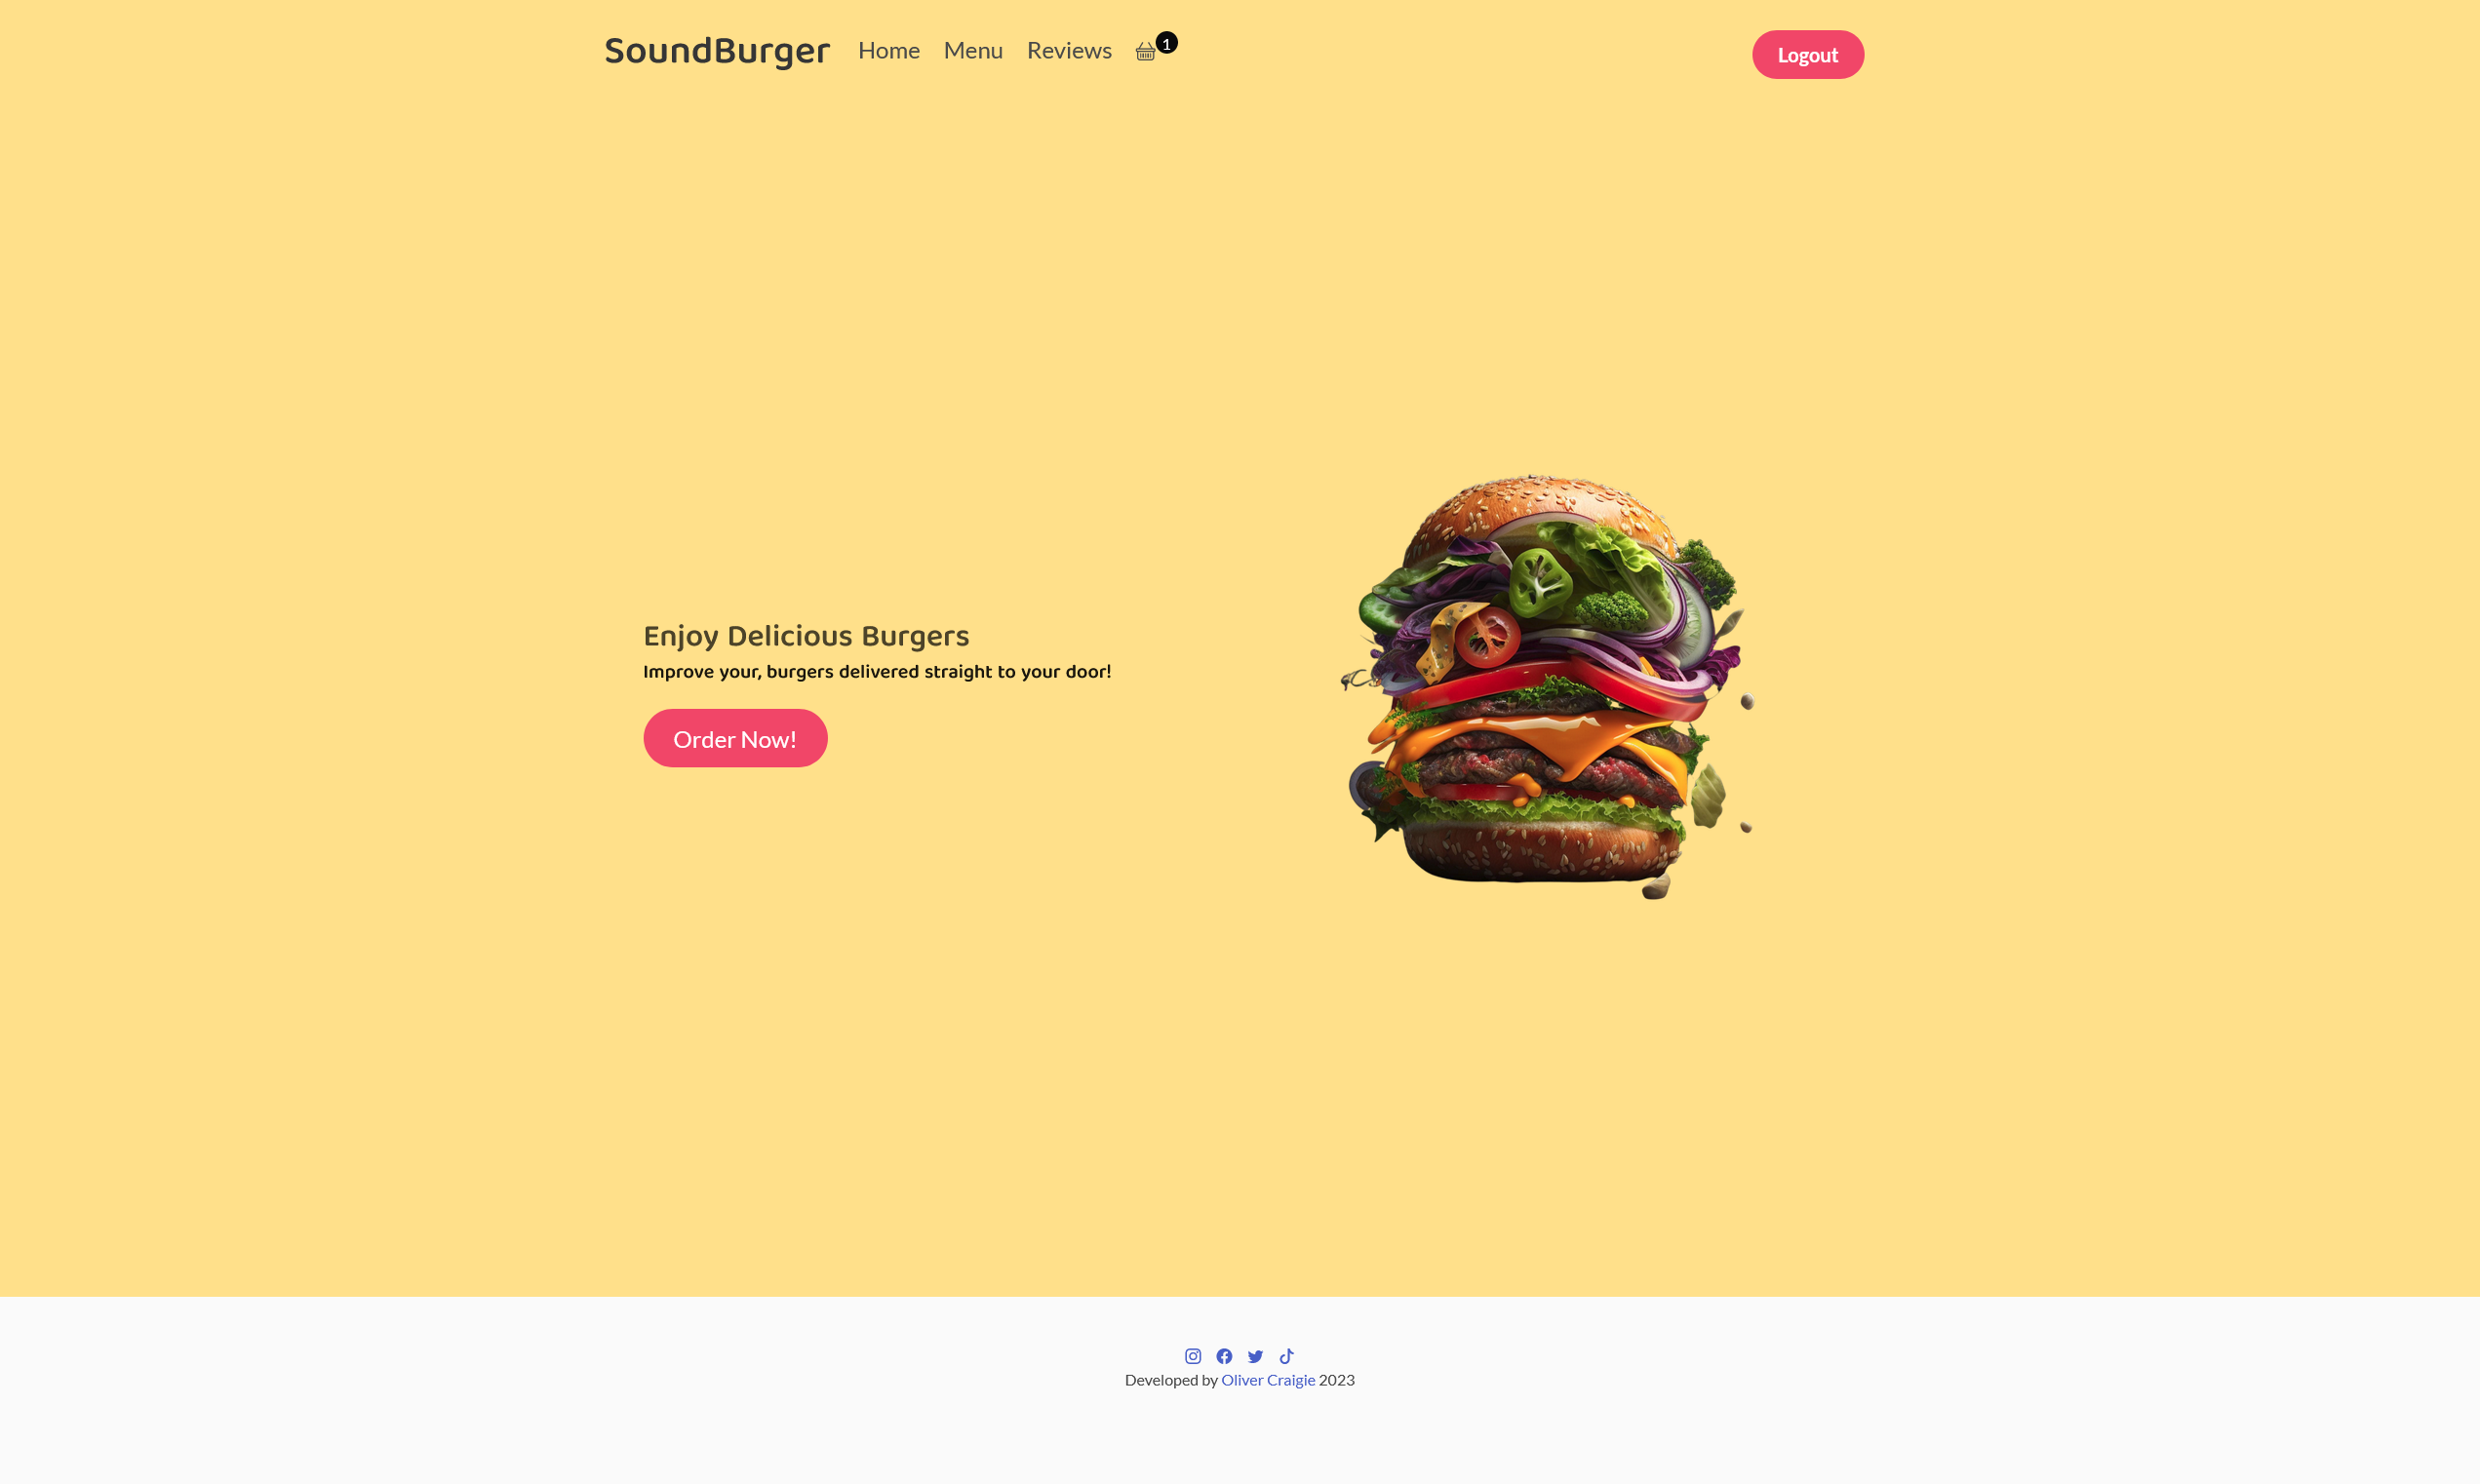 SoundBurger Home Menu Reviews 1 Logout
Enjoy Delicious Burgers
Improve your, burgers delivered straight to your door!
Order Now!
Developed by Oliver Craigie 2023